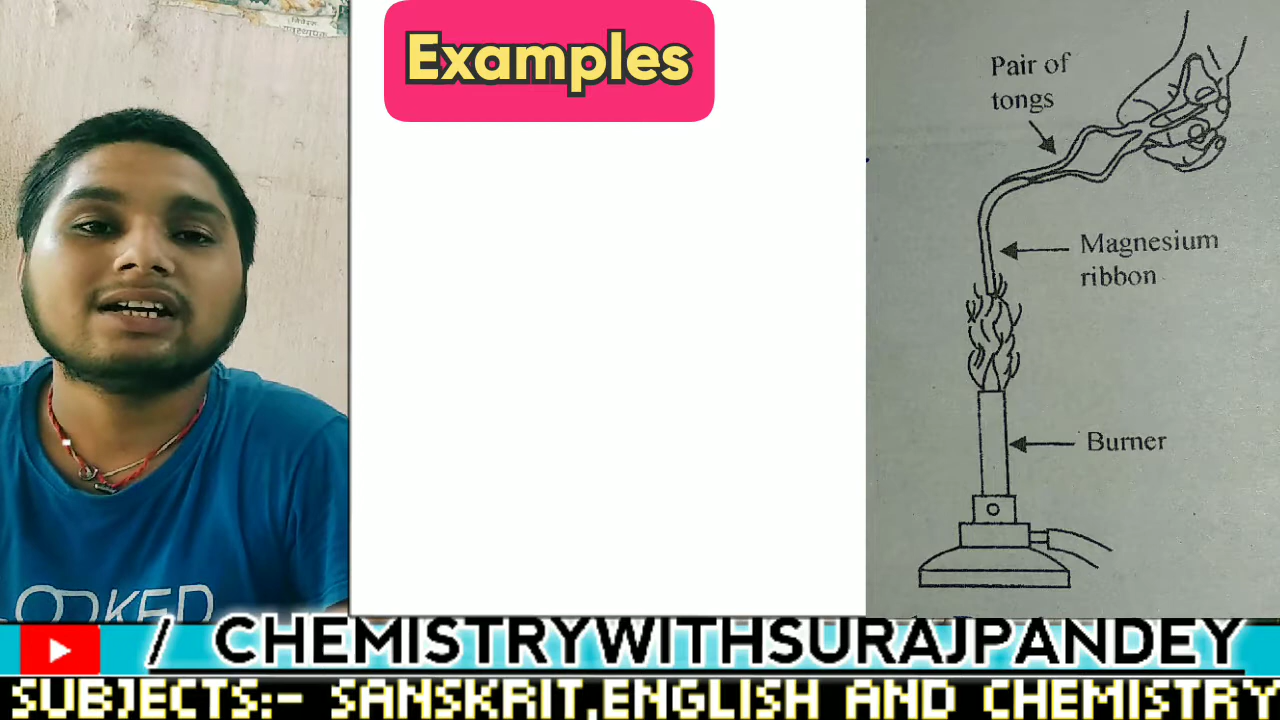 Examples
Pair of
tongs
Magnesium
ribbon
Burner
/ CHEMISTRYWITHSURAJPANDEY
SUBJECTS:- SANSKRIT,ENGLISH AND CHEMISTRY